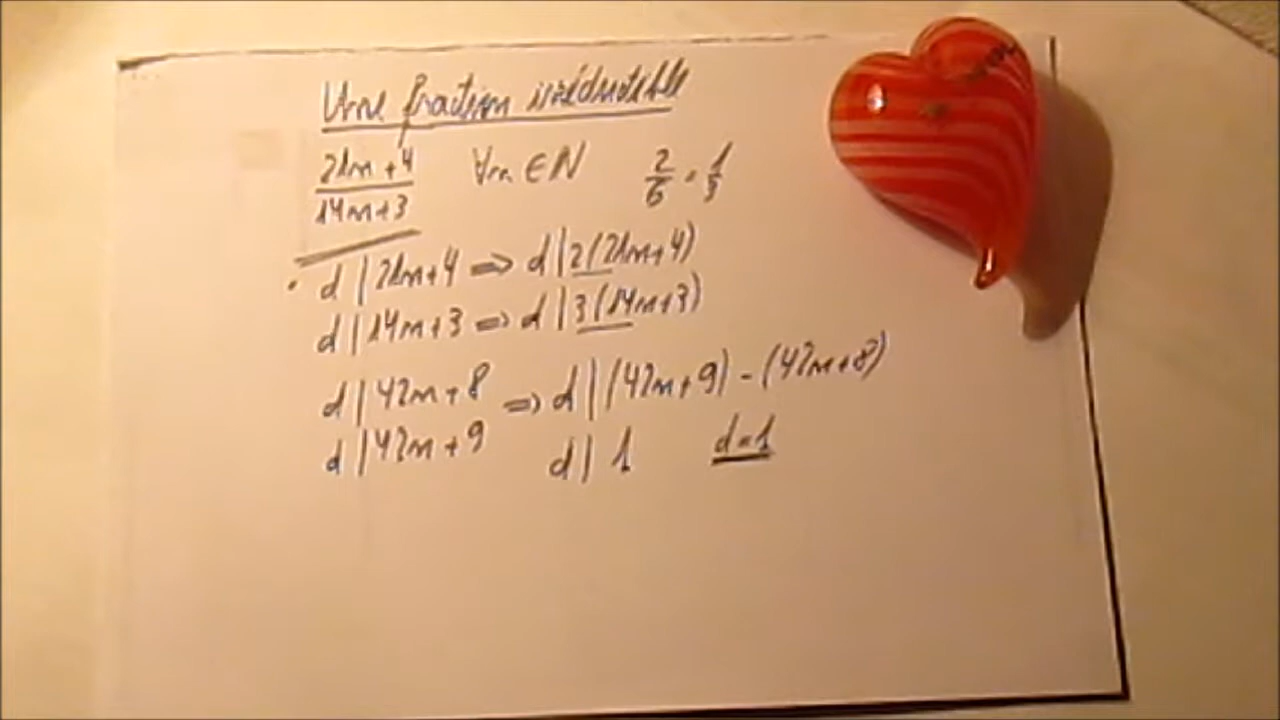 Une fraction irréductible
21n+4 / 14n+3 ∀n ∈ N 2/6 = 1/3
d | 21n+4 ⇒ d | 2(21n+4)
d | 14n+3 ⇒ d | 3(14n+3)
d | 42n+8 ⇒ d | (42n+9) - (42n+8)
d | 42n+9 d | 1 d=1